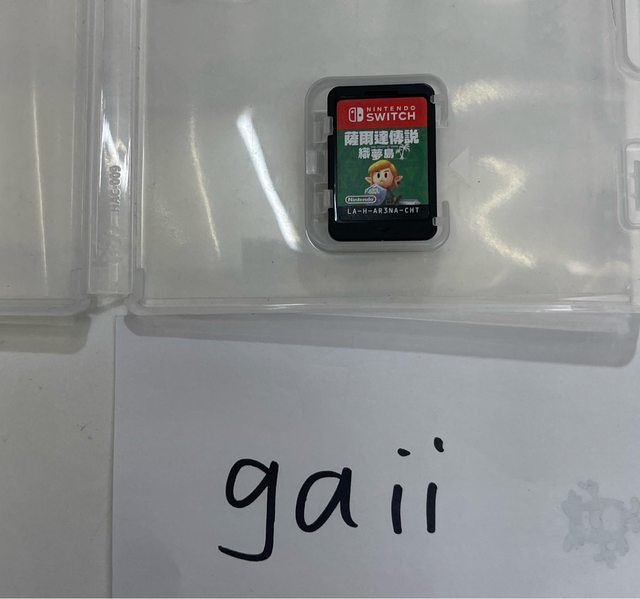 NINTENDO
SWITCH
薩爾達傳說
織夢島
Nintendo
LA-H-AR3NA-CHT
gaii